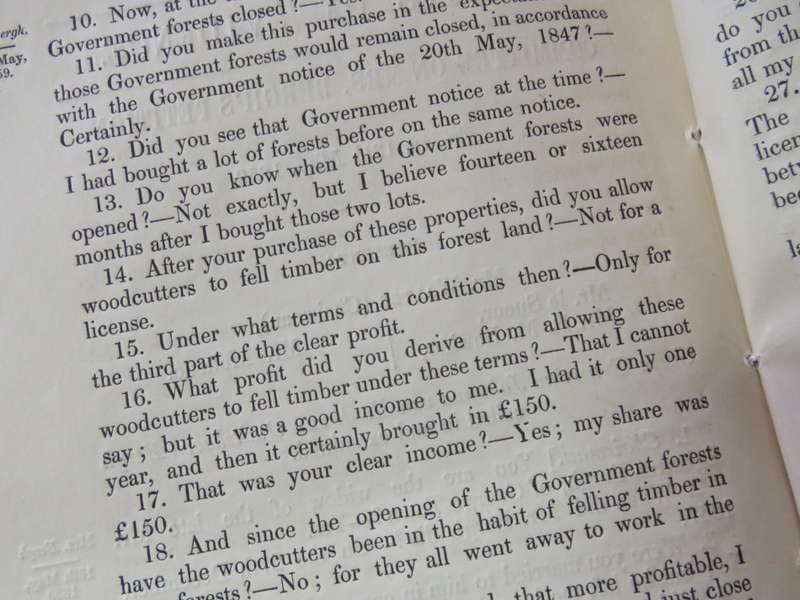 ergh.
May,
59.
10. Now, at the
Government forests closed?—Yes.
11. Did you make this purchase in the
those Government forests would remain closed, in accordance
with the Government notice of the 20th May, 1847?—
Certainly.
12. Did you see that Government notice at the time?—
I had bought a lot of forests before on the same notice.
13. Do you know when the Government forests were
opened?—Not exactly, but I believe fourteen or sixteen
months after I bought those two lots.
14. After your purchase of these properties, did you allow
woodcutters to fell timber on this forest land?—Not for a
license.
15. Under what terms and conditions then?—Only for
the third part of the clear profit.
16. What profit did you derive from allowing these
woodcutters to fell timber under these terms?—That I cannot
say; but it was a good income to me. I had it only one
year, and then it certainly brought in £150.
17. That was your clear income?—Yes; my share was
£150.
18. And since the opening of the Government forests
have the woodcutters been in the habit of felling timber in
forests?—No; for they all went away to work in the
that more profitable, I
just close
do you
from th
all my
27.
The
licen
betw
bee
la